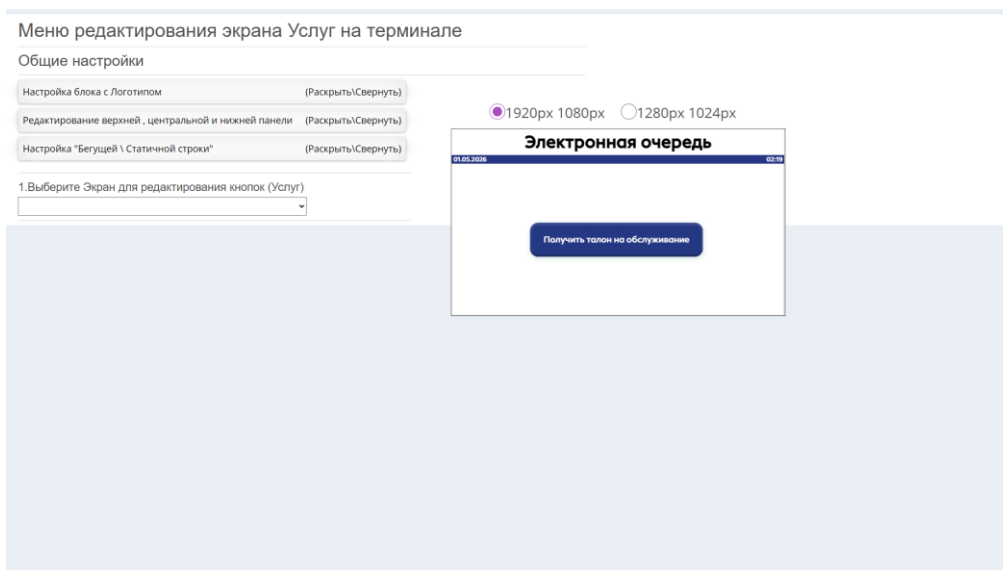 Меню редактирования экрана Услуг на терминале
Общие настройки
Настройка блока с Логотипом (Раскрыть\Свернуть)
Редактирование верхней , центральной и нижней панели (Раскрыть\Свернуть)
Настройка "Бегущей \ Статичной строки" (Раскрыть\Свернуть)
1.Выберите Экран для редактирования кнопок (Услуг)
1920px 1080px 1280px 1024px
Электронная очередь
01.05.2026 02:19
Получить талон на обслуживание